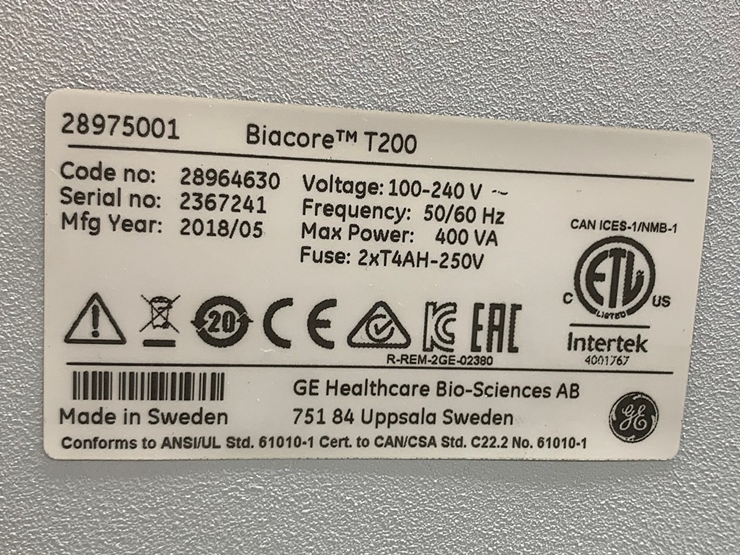 28975001 Biacore™ T200
Code no: 28964630
Serial no: 2367241
Mfg Year: 2018/05
Voltage: 100-240 V ~
Frequency: 50/60 Hz
Max Power: 400 VA
Fuse: 2xT4AH-250V
CAN ICES-1/NMB-1
C ETL US
LISTED
Intertek
4001767
20 CE KC EAC
R-REM-2GE-02380
GE Healthcare Bio-Sciences AB
Made in Sweden 751 84 Uppsala Sweden
GE
Conforms to ANSI/UL Std. 61010-1 Cert. to CAN/CSA Std. C22.2 No. 61010-1